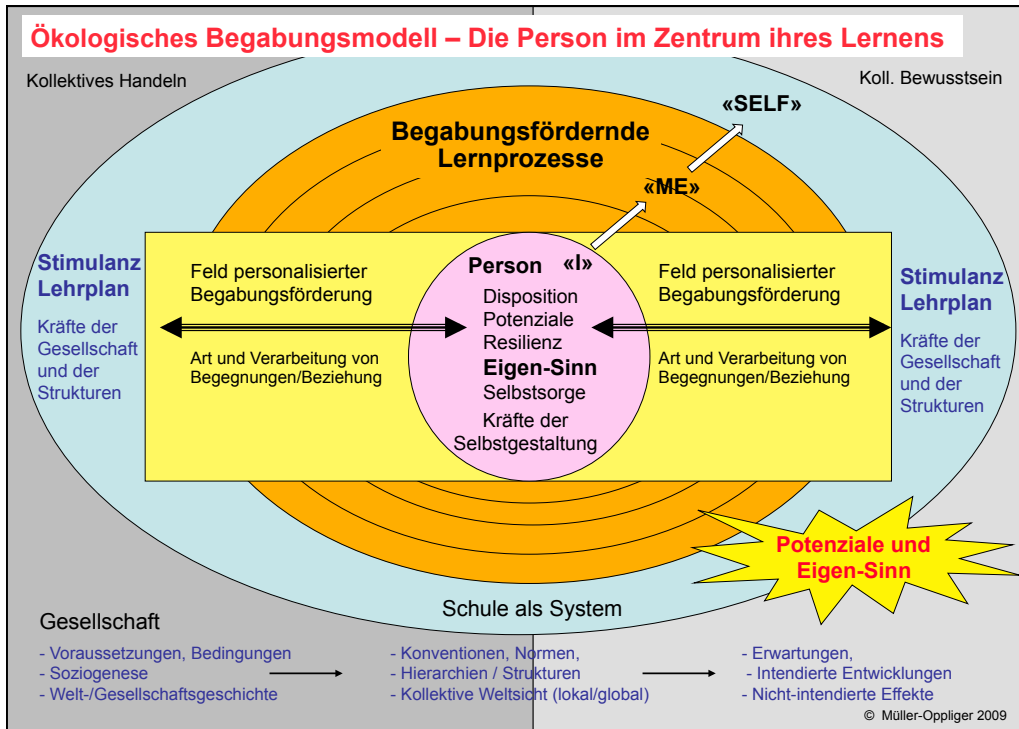 Ökologisches Begabungsmodell – Die Person im Zentrum ihres Lernens
Kollektives Handeln
Koll. Bewusstsein
«SELF»
Begabungsfördernde
Lernprozesse
«ME»
Stimulanz
Lehrplan
Kräfte der
Gesellschaft
und der
Strukturen
Feld personalisierter
Begabungsförderung
Art und Verarbeitung von
Begegnungen/Beziehung
Person «I»
Disposition
Potenziale
Resilienz
Eigen-Sinn
Selbstsorge
Kräfte der
Selbstgestaltung
Feld personalisierter
Begabungsförderung
Art und Verarbeitung von
Begegnungen/Beziehung
Stimulanz
Lehrplan
Kräfte der
Gesellschaft
und der
Strukturen
Potenziale und
Eigen-Sinn
Schule als System
Gesellschaft
- Voraussetzungen, Bedingungen
- Soziogenese
- Welt-/Gesellschaftsgeschichte
- Konventionen, Normen,
- Hierarchien / Strukturen
- Kollektive Weltsicht (lokal/global)
- Erwartungen,
- Intendierte Entwicklungen
- Nicht-intendierte Effekte
© Müller-Oppliger 2009